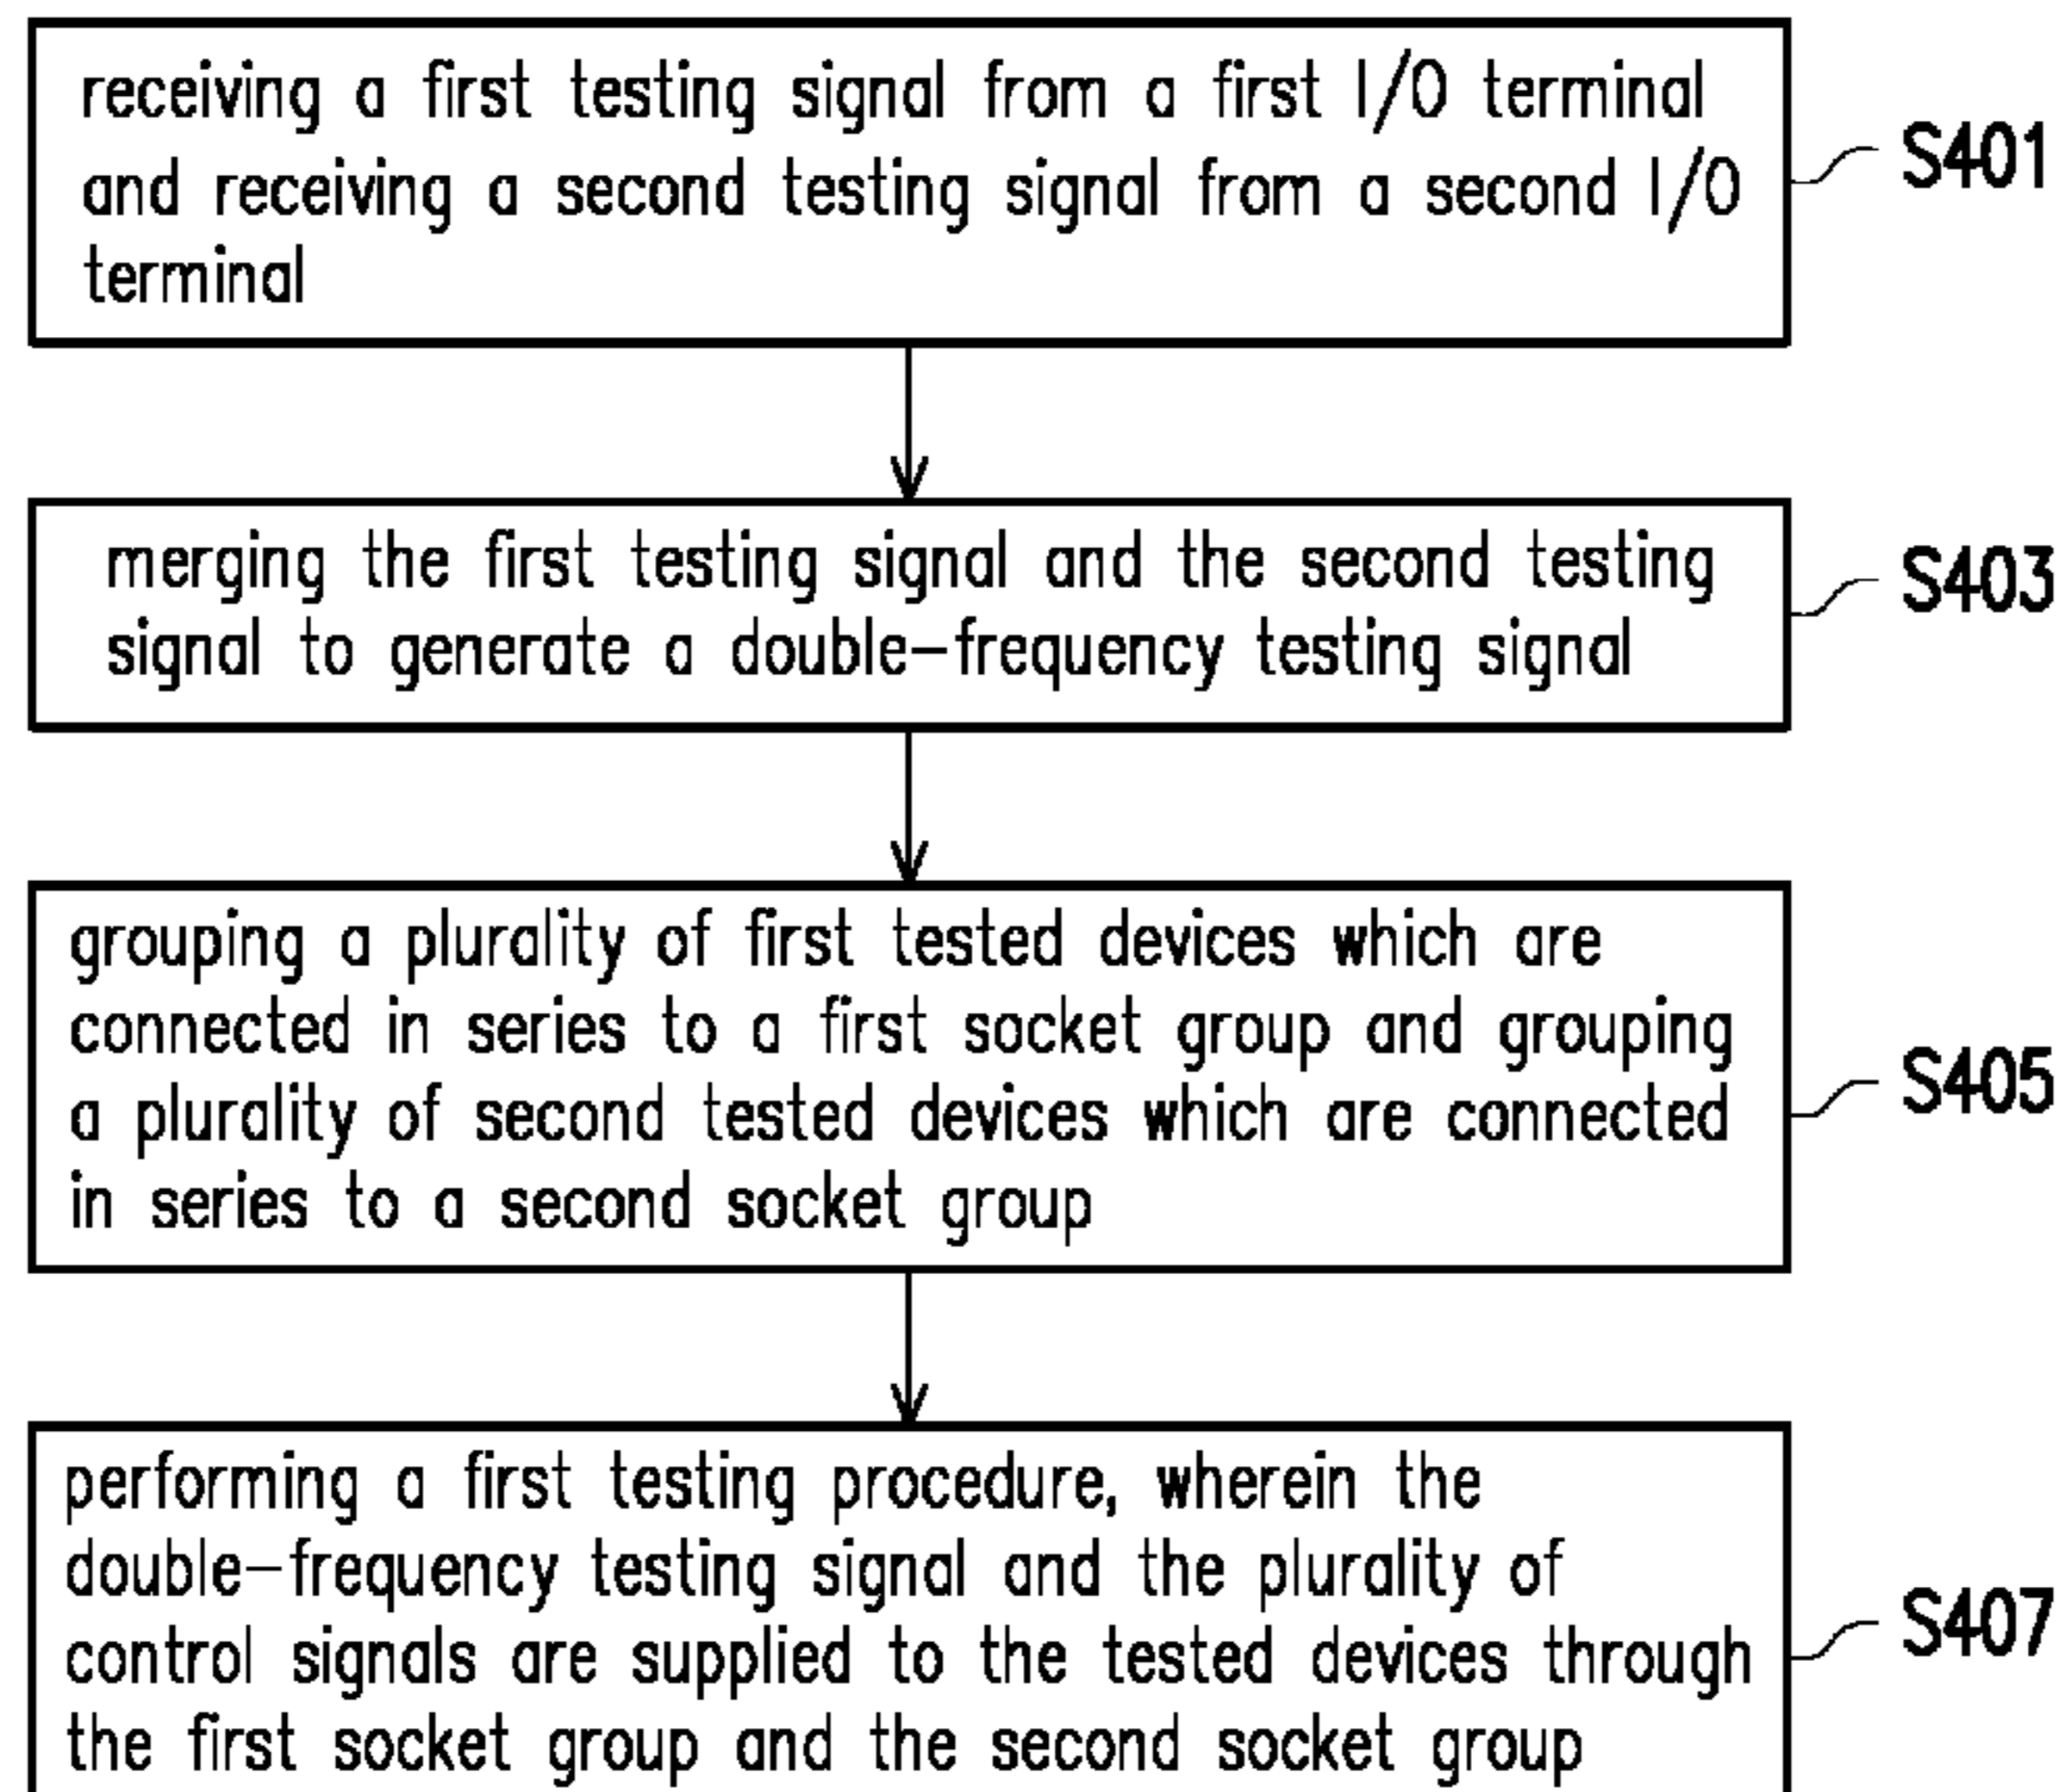 receiving a first testing signal from a first I/O terminal
and receiving a second testing signal from a second I/O
terminal
S401
merging the first testing signal and the second testing
signal to generate a double-frequency testing signal
S403
grouping a plurality of first tested devices which are
connected in series to a first socket group and grouping
a plurality of second tested devices which are connected
in series to a second socket group
S405
performing a first testing procedure, wherein the
double-frequency testing signal and the plurality of
control signals are supplied to the tested devices through
the first socket group and the second socket group
S407